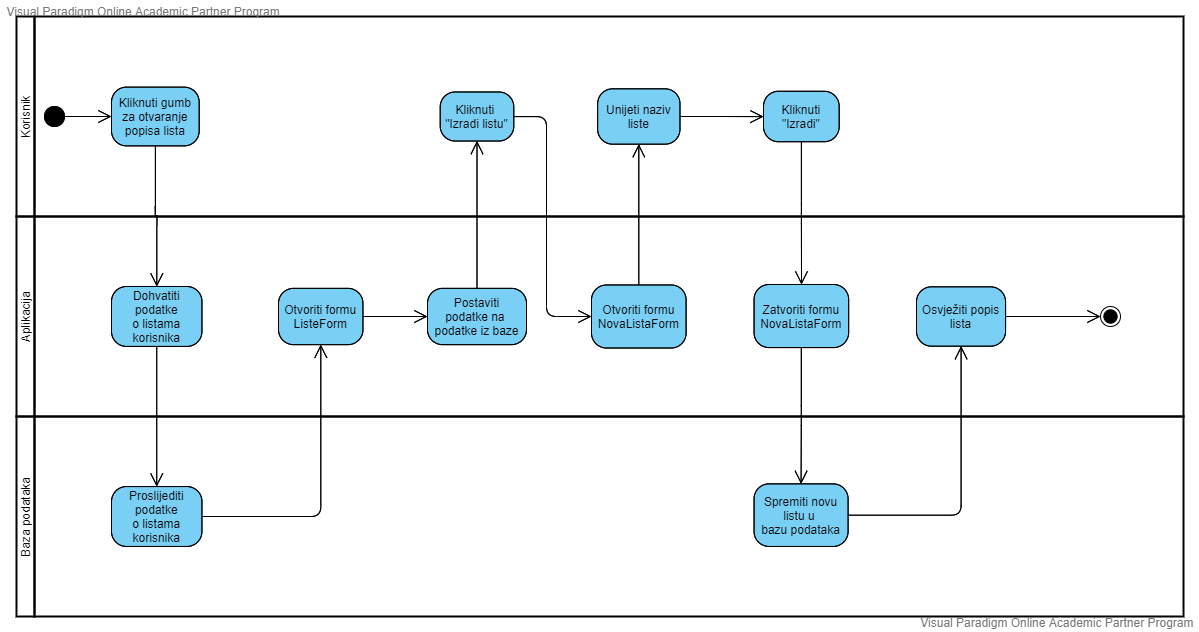 Visual Paradigm Online Academic Partner Program
Korisnik
Kliknuti gumb
za otvaranje
popisa lista
Kliknuti
"Izradi listu"
Unijeti naziv
liste
Kliknuti
"Izradi"
Aplikacija
Dohvatiti
podatke
o listama
korisnika
Otvoriti formu
ListeForm
Postaviti
podatke na
podatke iz baze
Otvoriti formu
NovaListaForm
Zatvoriti formu
NovaListaForm
Osvježiti popis
lista
Baza podataka
Proslijediti
podatke
o listama
korisnika
Spremiti novu
listu u
bazu podataka
Visual Paradigm Online Academic Partner Program